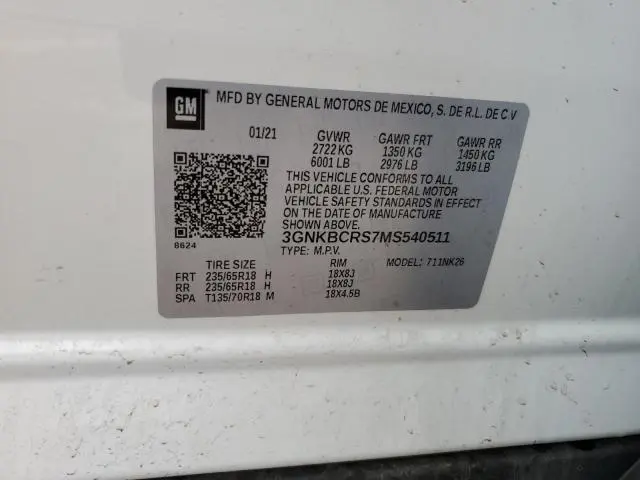 GM MFD BY GENERAL MOTORS DE MEXICO, S. DE R.L. DE C V
01/21 GVWR GAWR FRT GAWR RR
2722 KG 1350 KG 1450 KG
6001 LB 2976 LB 3196 LB
THIS VEHICLE CONFORMS TO ALL
APPLICABLE U.S. FEDERAL MOTOR
VEHICLE SAFETY STANDARDS IN EFFECT
ON THE DATE OF MANUFACTURE
SHOWN ABOVE.
8624 3GNKBCRS7MS540511
TYPE: M.P.V. MODEL: 711NK26
TIRE SIZE RIM
FRT 235/65R18 H 18X8J
RR 235/65R18 H 18X8J
SPA T135/70R18 M 18X4.5B